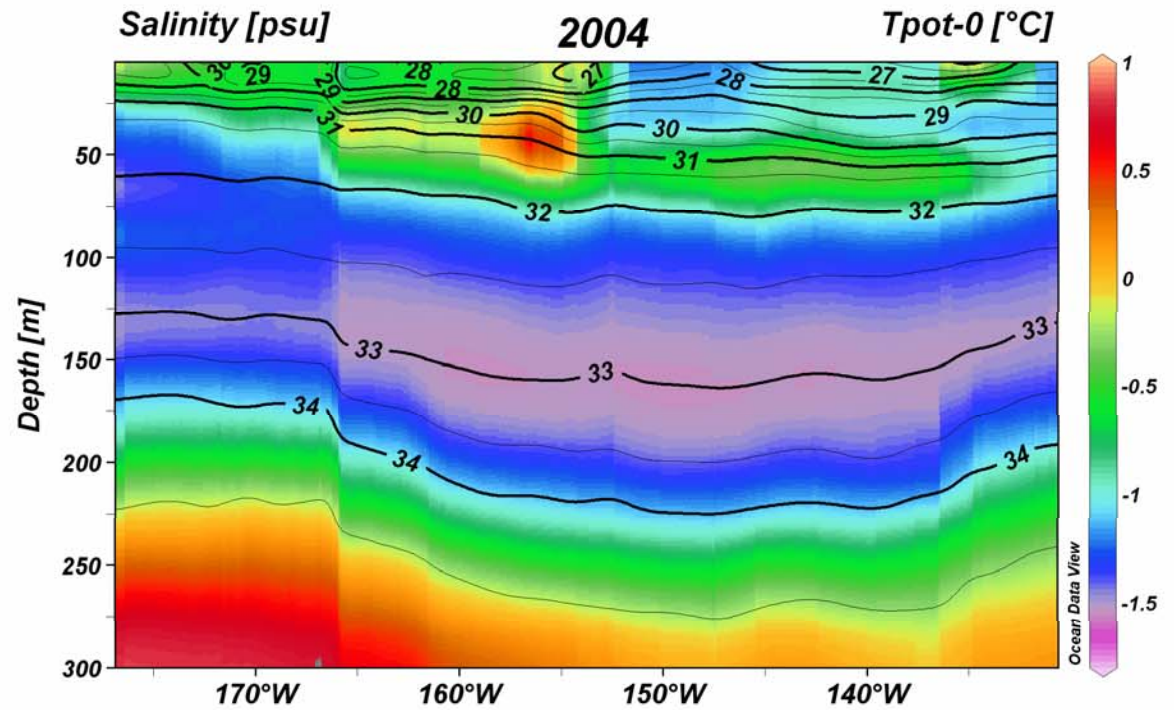 Salinity [psu] 2004 Tpot-0 [°C]
30 29 29 28 27 28 27
28
31 30 30 29
31
32 32
33 33 33
34 34 34
50
100
150
200
250
300
Depth [m]
170°W 160°W 150°W 140°W
1
0.5
0
-0.5
-1
-1.5
Ocean Data View